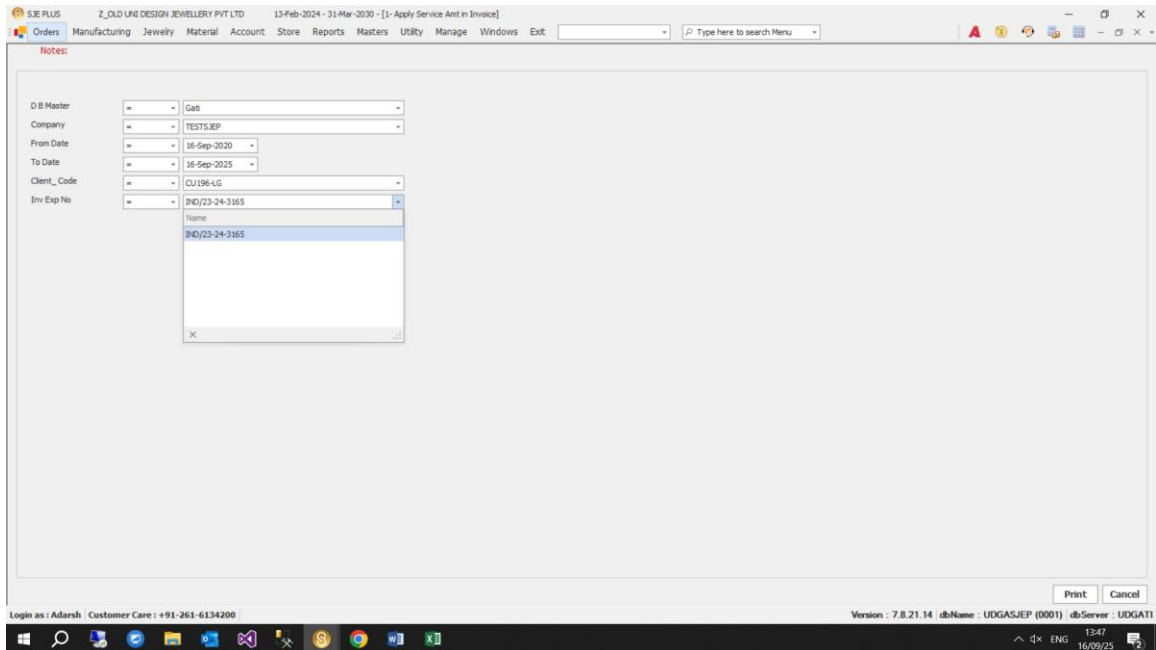 SJE PLUS Z_OLD UNI DESIGN JEWELLERY PVT LTD 13-Feb-2024 - 31-Mar-2030 - [1- Apply Service Amt in Invoice]
Orders Manufacturing Jewelry Material Account Store Reports Masters Utility Manage Windows Exit Type here to search Menu
Notes:
D B Master = Gati
Company = TESTSJEP
From Date = 16-Sep-2020
To Date = 16-Sep-2025
Client_Code = CU196-LG
Inv Exp No = IND/23-24-3165
Name
IND/23-24-3165
Print Cancel
Login as : Adarsh Customer Care : +91-261-6134200 Version : 7.8.21.14 dbName : UDGASJEP (0001) dbServer : UDGATI
ENG 13:47
16/09/25